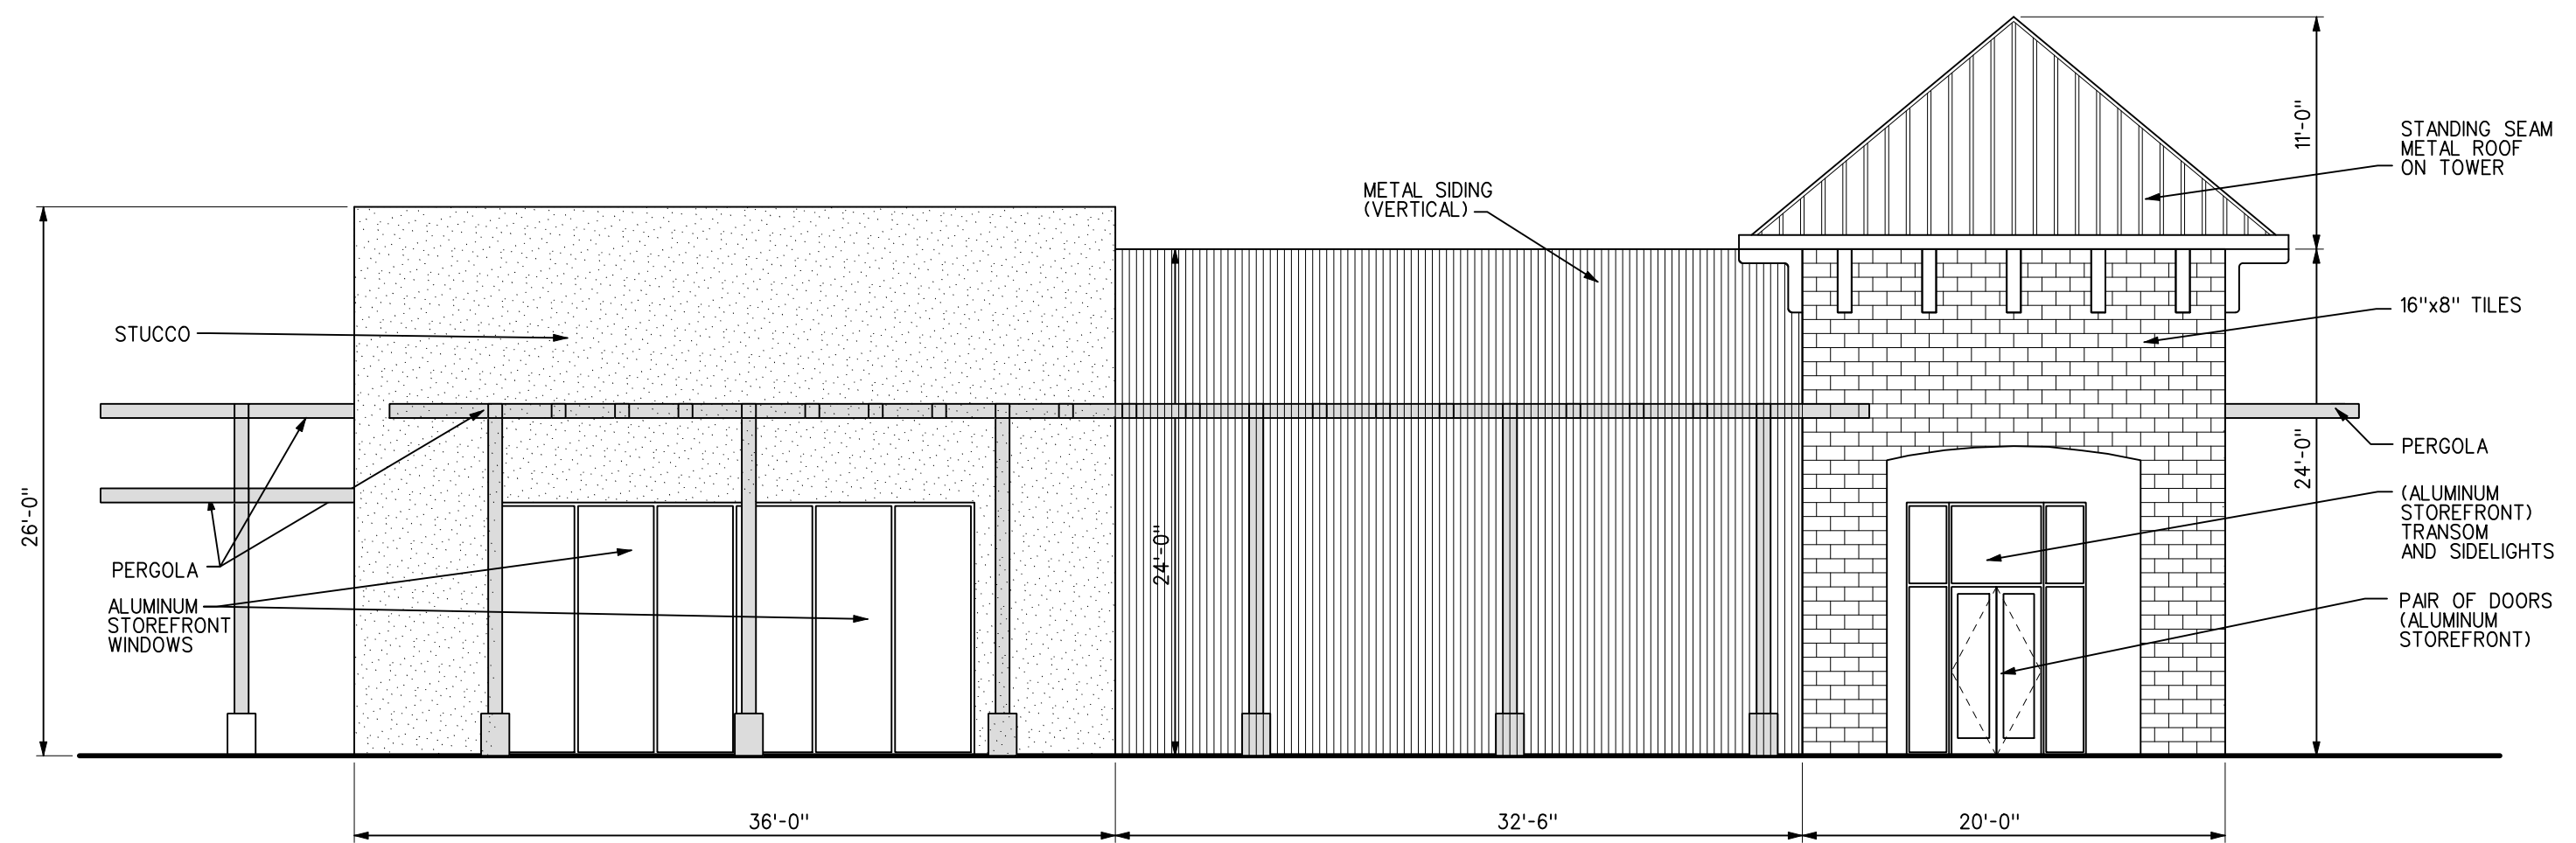 11'-0"
STANDING SEAM
METAL ROOF
ON TOWER
METAL SIDING
(VERTICAL)
16"x8" TILES
STUCCO
PERGOLA
24'-0"
(ALUMINUM
STOREFRONT)
TRANSOM
AND SIDELIGHTS
26'-0"
24'-0"
PERGOLA
ALUMINUM
STOREFRONT
WINDOWS
PAIR OF DOORS
(ALUMINUM
STOREFRONT)
36'-0"
32'-6"
20'-0"